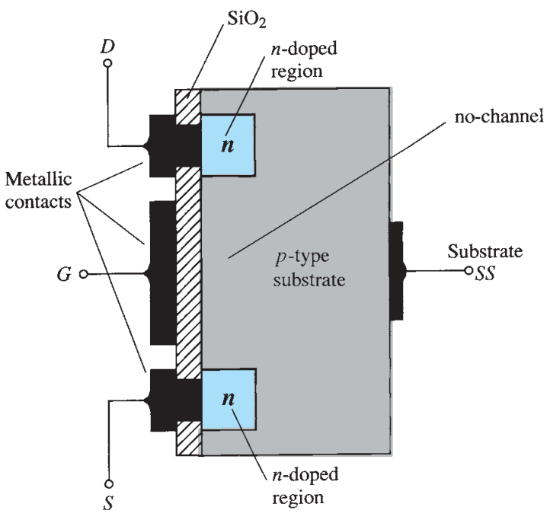 SiO2
D
n-doped
region
no-channel
n
Metallic
contacts
p-type
substrate
Substrate
G
SS
n
n-doped
region
S